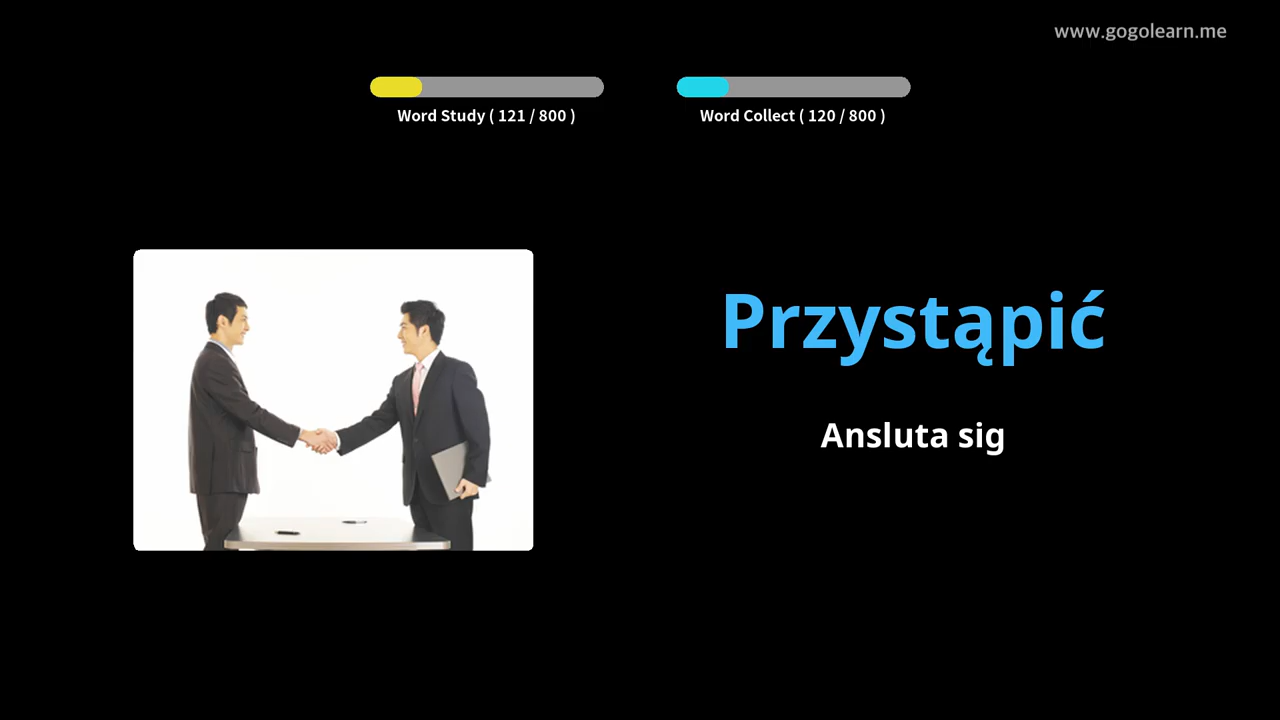 www.gogolearn.me
Word Study ( 121 / 800 )
Word Collect ( 120 / 800 )
Przystąpić
Ansluta sig